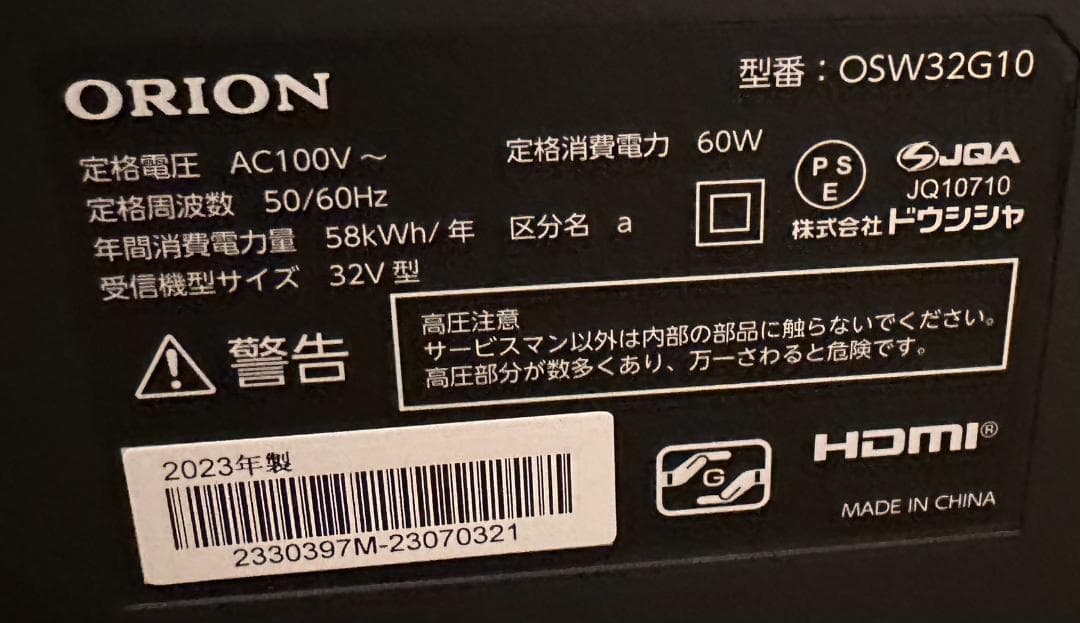 ORION
型番：OSW32G10
定格電圧 AC100V～
定格消費電力 60W
定格周波数 50/60Hz
年間消費電力量 58kWh/年
区分名 a
受信機型サイズ 32V型
PS
E
JQA
JQ10710
株式会社ドウシシャ
警告
高圧注意
サービスマン以外は内部の部品に触らないでください。
高圧部分が数多くあり、万一さわると危険です。
2023年製
2330397M-23070321
G
HDMI®
MADE IN CHINA